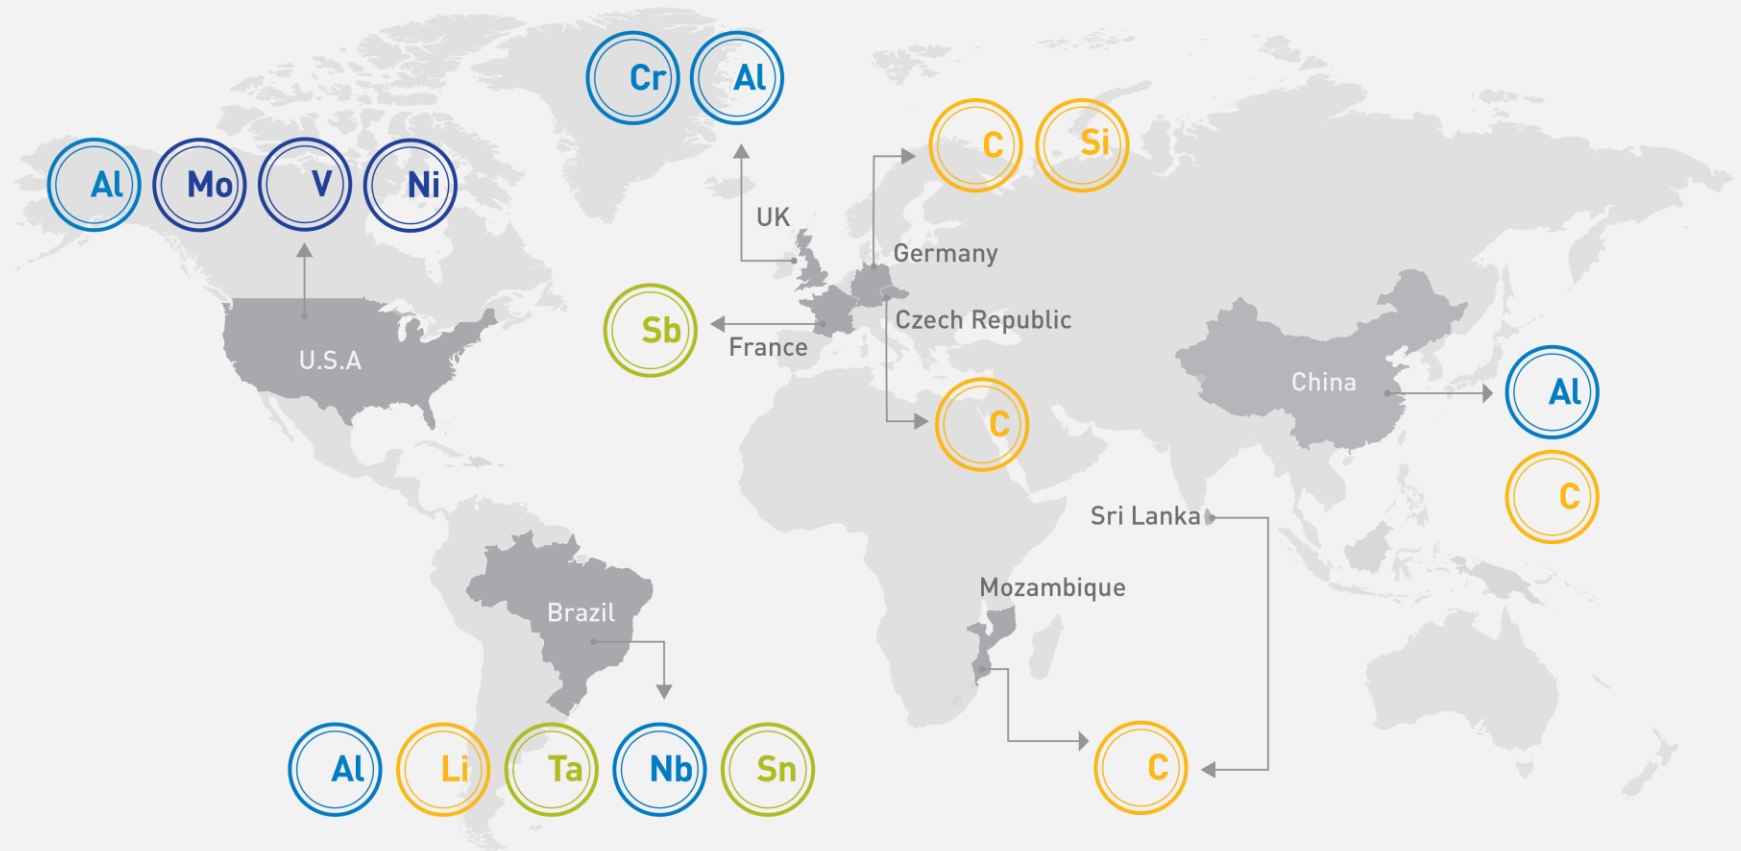 Cr Al
C Si
Al Mo V Ni
UK
Germany
Sb
Czech Republic
France
U.S.A
China
Al
C
C
Sri Lanka
Mozambique
Brazil
Al Li Ta Nb Sn
C